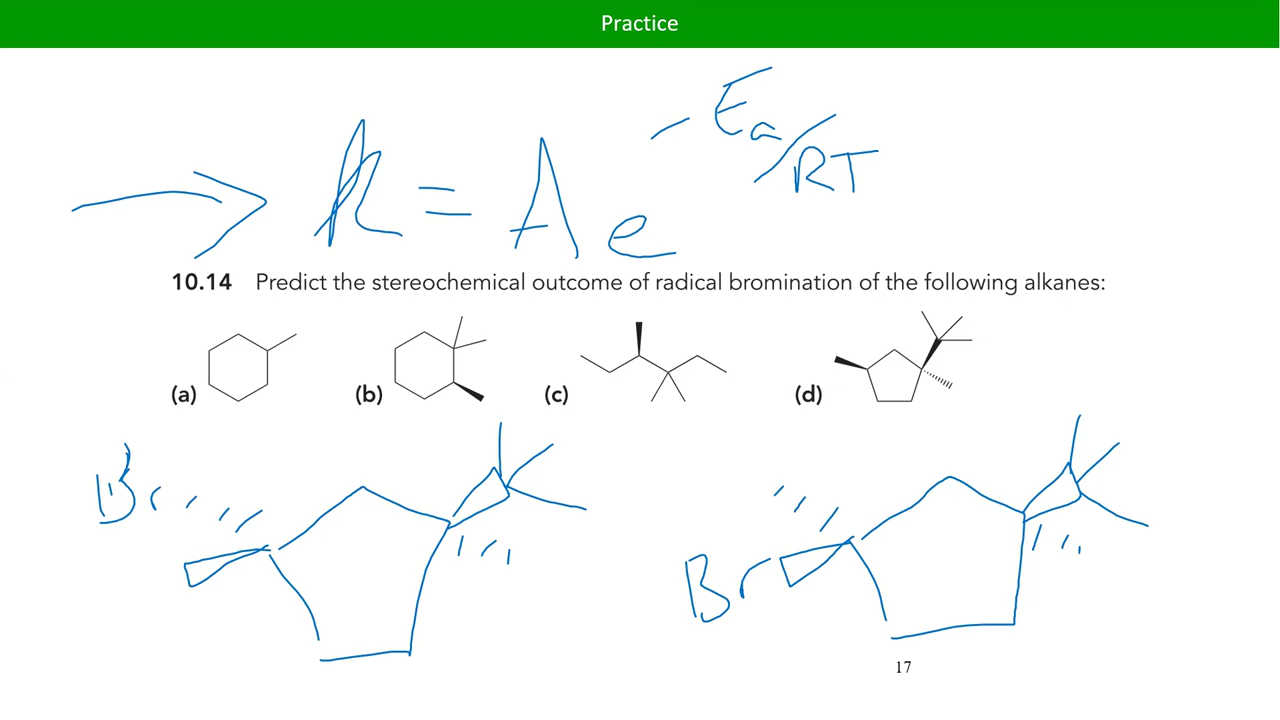 Practice
k = A e^-Ea/RT
10.14 Predict the stereochemical outcome of radical bromination of the following alkanes:
(a) (b) (c) (d)
Br Br
17